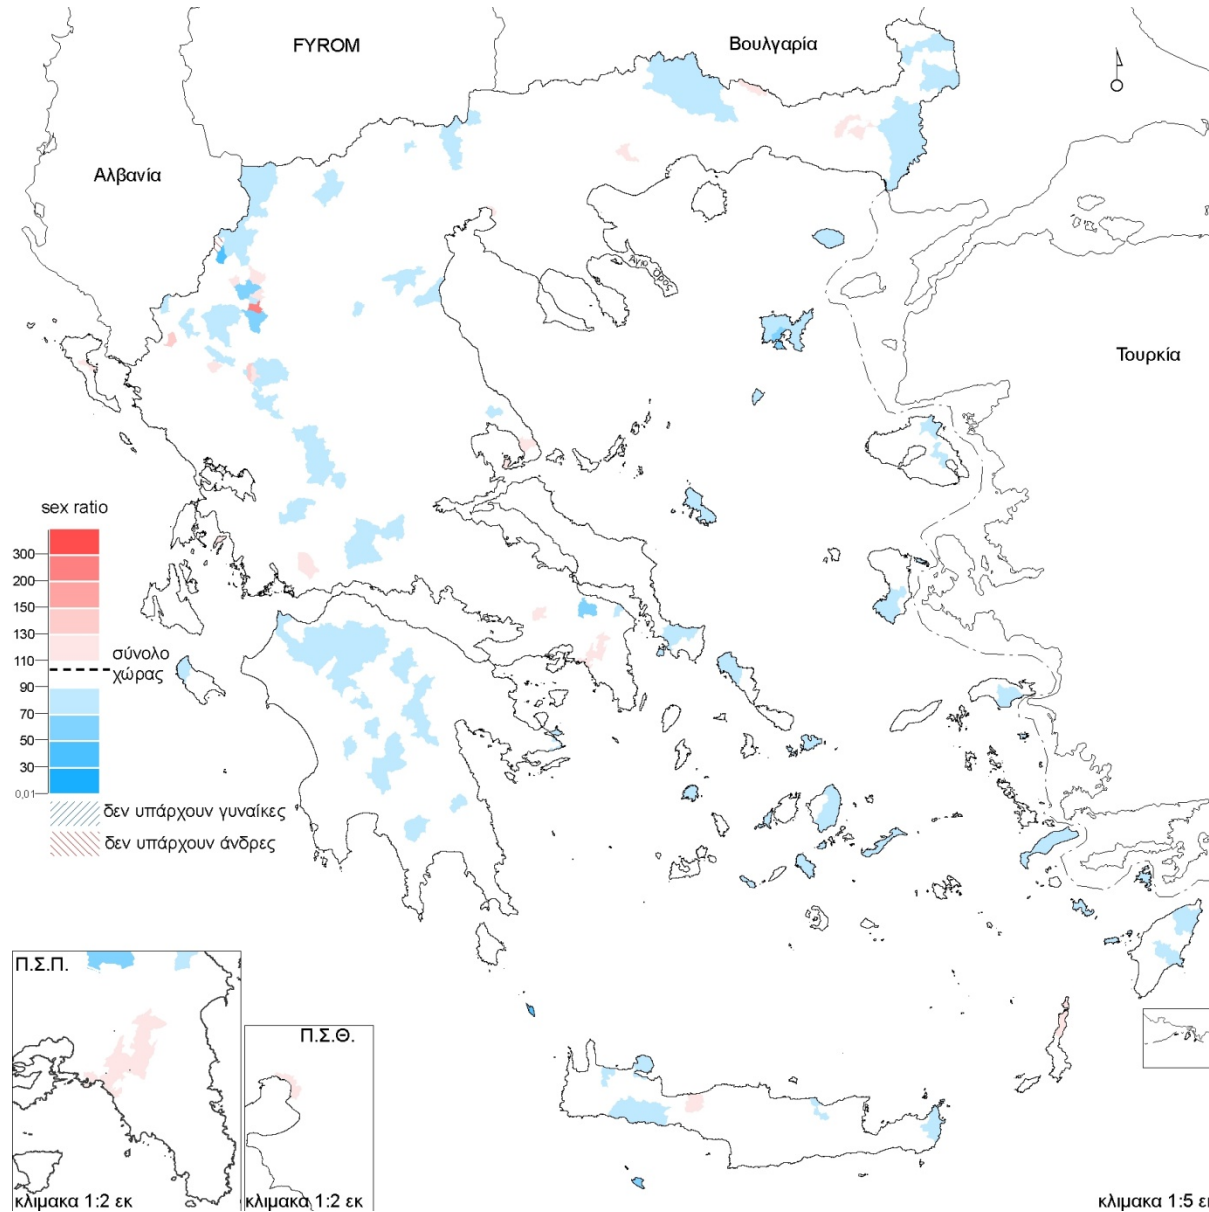 FYROM
Βουλγαρία
Αλβανία
Άγιο Όρος
Τουρκία
sex ratio
300
200
150
130
110
σύνολο
χώρας
90
70
50
30
0,01
δεν υπάρχουν γυναίκες
δεν υπάρχουν άνδρες
Π.Σ.Π.
κλιμακα 1:2 εκ
Π.Σ.Θ.
κλιμακα 1:2 εκ
κλιμακα 1:5 εκ